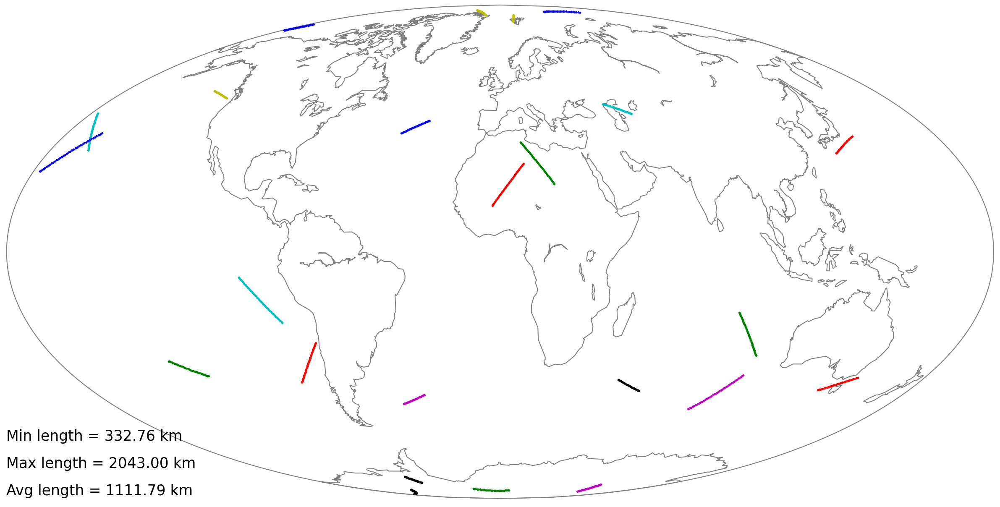 Min length = 332.76 km
Max length = 2043.00 km
Avg length = 1111.79 km